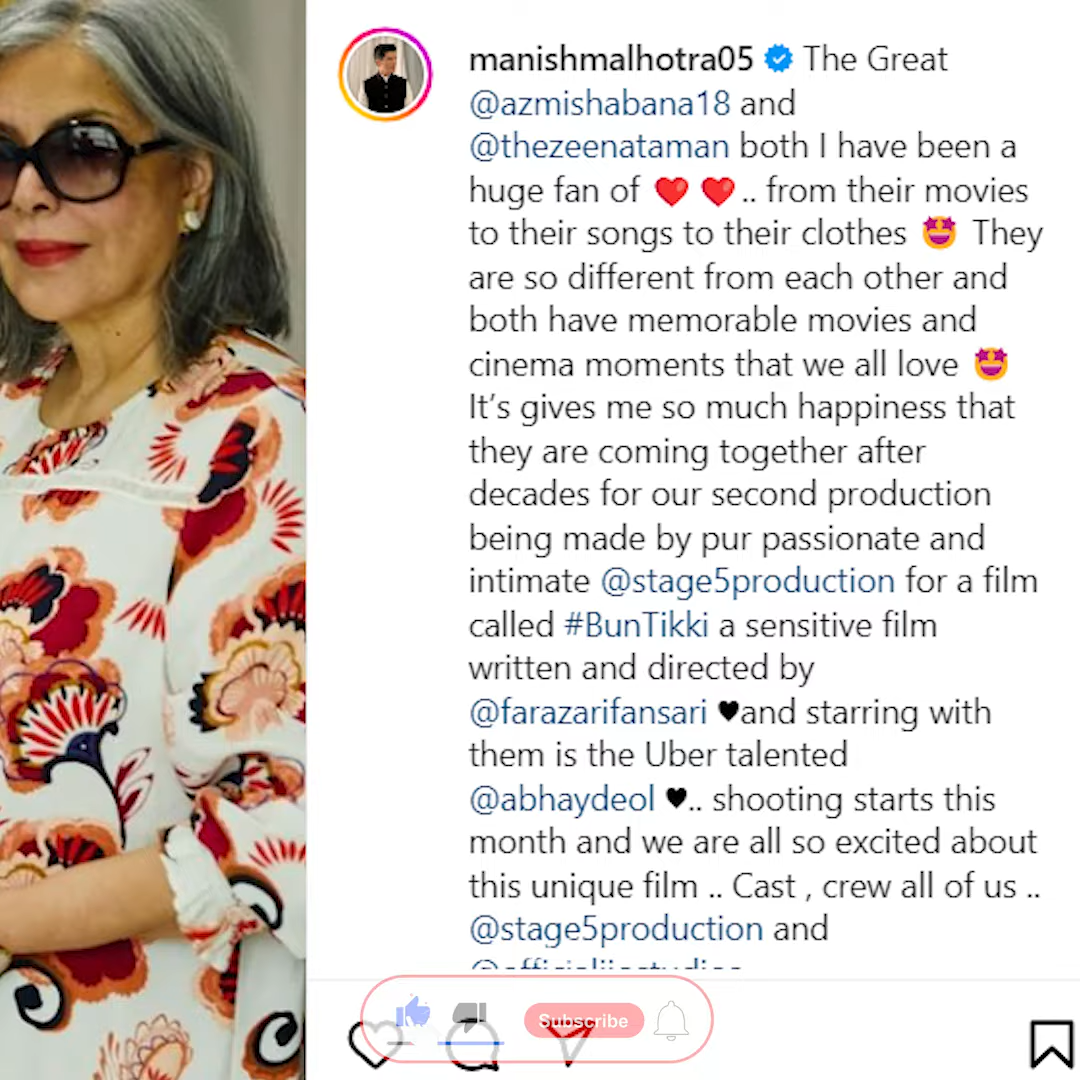 manishmalhotra05 The Great
@azmishabana18 and
@thezeenataman both I have been a
huge fan of ❤️ ❤️ .. from their movies
to their songs to their clothes 🤩 They
are so different from each other and
both have memorable movies and
cinema moments that we all love 🤩
It's gives me so much happiness that
they are coming together after
decades for our second production
being made by pur passionate and
intimate @stage5production for a film
called #BunTikki a sensitive film
written and directed by
@farazarifansari ♥and starring with
them is the Uber talented
@abhaydeol ♥.. shooting starts this
month and we are all so excited about
this unique film .. Cast , crew all of us ..
@stage5production and
Subscribe